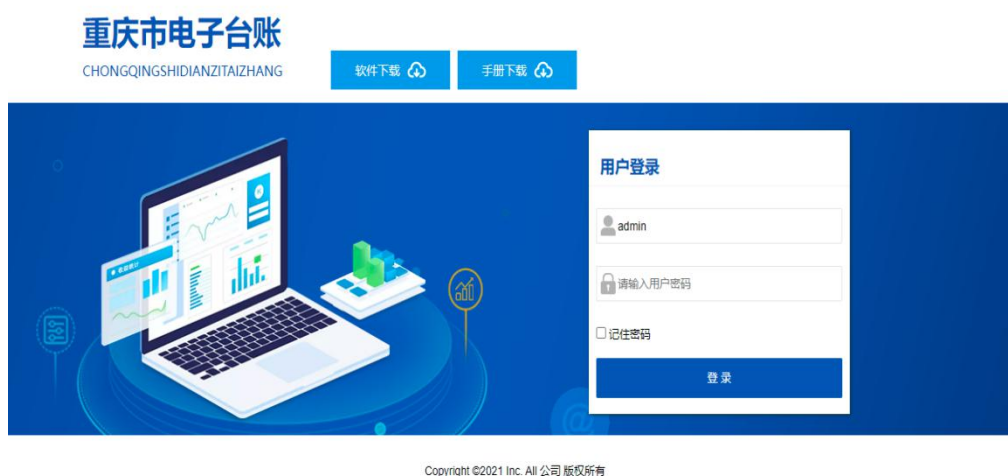 重庆市电子台账
CHONGQINGSHIDIANZITAIZHANG
软件下载
手册下载
用户登录
admin
请输入用户密码
记住密码
登录
Copyright ©2021 Inc. All 公司 版权所有